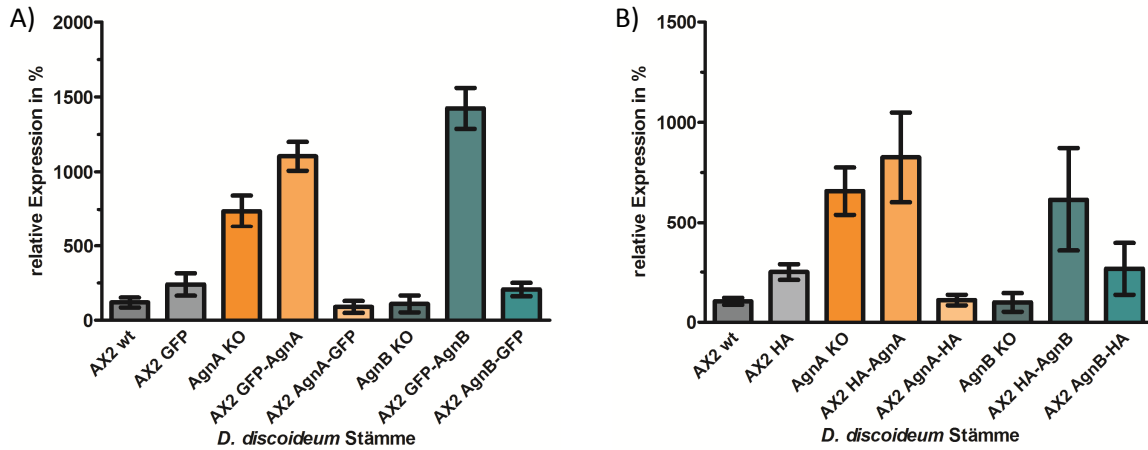 A)
relative Expression in %
2000
1500
1000
500
0
AX2 wt
AX2 GFP
AgnA KO
AX2 GFP-AgnA
AX2 AgnA-GFP
AgnB KO
AX2 GFP-AgnB
AX2 AgnB-GFP
D. discoideum Stämme
B)
relative Expression in %
1500
1000
500
0
AX2 wt
AX2 HA
AgnA KO
AX2 HA-AgnA
AX2 AgnA-HA
AgnB KO
AX2 HA-AgnB
AX2 AgnB-HA
D. discoideum Stämme